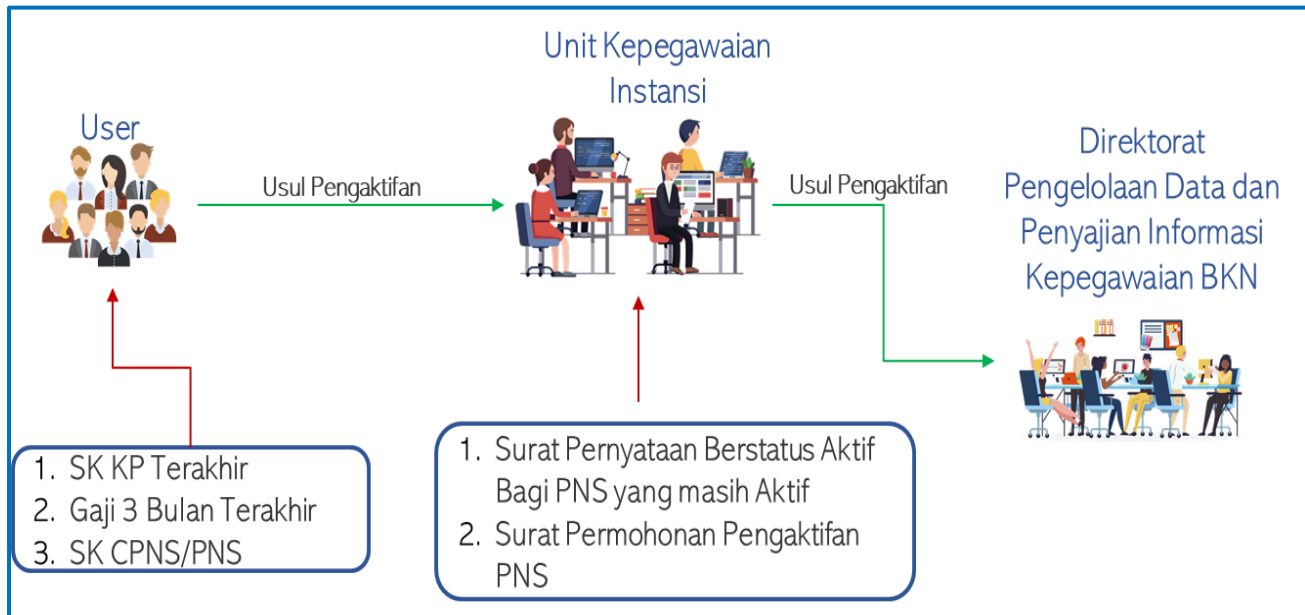 User
Usul Pengaktifan
Unit Kepegawaian
Instansi
Usul Pengaktifan
Direktorat
Pengelolaan Data dan
Penyajian Informasi
Kepegawaian BKN
1. SK KP Terakhir
2. Gaji 3 Bulan Terakhir
3. SK CPNS/PNS
1. Surat Pernyataan Berstatus Aktif
Bagi PNS yang masih Aktif
2. Surat Permohonan Pengaktifan
PNS